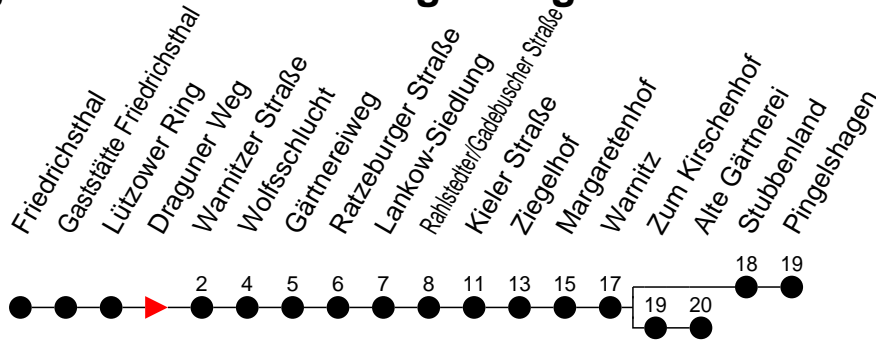 Friedrichsthal
Gaststätte Friedrichsthal
Lützower Ring
Draguner Weg
Warnitzer Straße
Wolfsschlucht
Gärtnereiweg
Ratzeburger Straße
Lankow-Siedlung
Rahlstedter/Gadebuscher Straße
Kieler Straße
Ziegelhof
Margaretenhof
Warnitz
Zum Kirschenhof
Alte Gärtnerei
Stubbenland
Pingelshagen
2 4 5 6 7 8 11 13 15 17
18 19
19 20